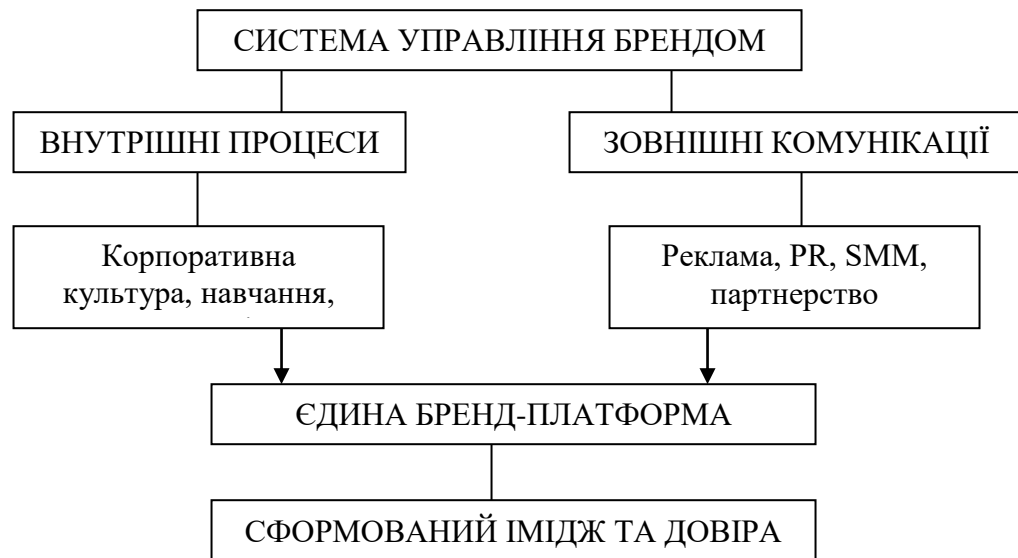 СИСТЕМА УПРАВЛІННЯ БРЕНДОМ
ВНУТРІШНІ ПРОЦЕСИ
ЗОВНІШНІ КОМУНІКАЦІЇ
Корпоративна
культура, навчання,
Реклама, PR, SMM,
партнерство
ЄДИНА БРЕНД-ПЛАТФОРМА
СФОРМОВАНИЙ ІМІДЖ ТА ДОВІРА